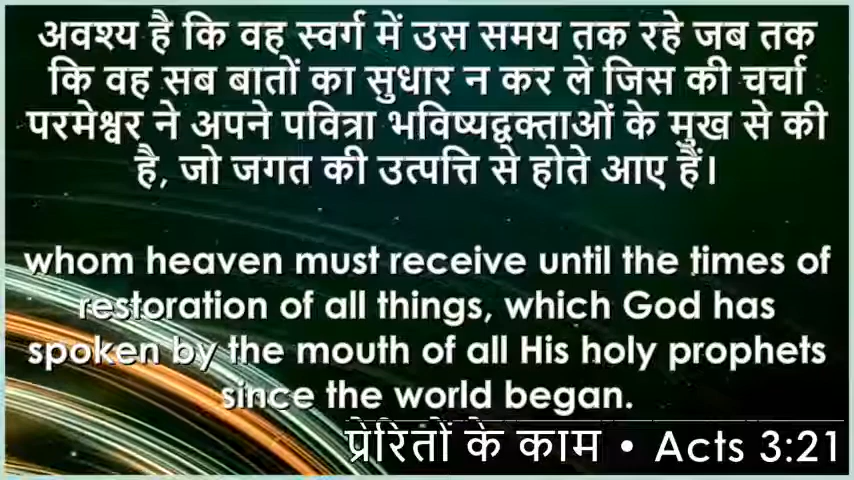 अवश्य है कि वह स्वर्ग में उस समय तक रहे जब तक
कि वह सब बातों का सुधार न कर ले जिस की चर्चा
परमेश्वर ने अपने पवित्रा भविष्यद्वक्ताओं के मुख से की
है, जो जगत की उत्पत्ति से होते आए हैं।
whom heaven must receive until the times of
restoration of all things, which God has
spoken by the mouth of all His holy prophets
since the world began.
प्रेरितों के काम • Acts 3:21